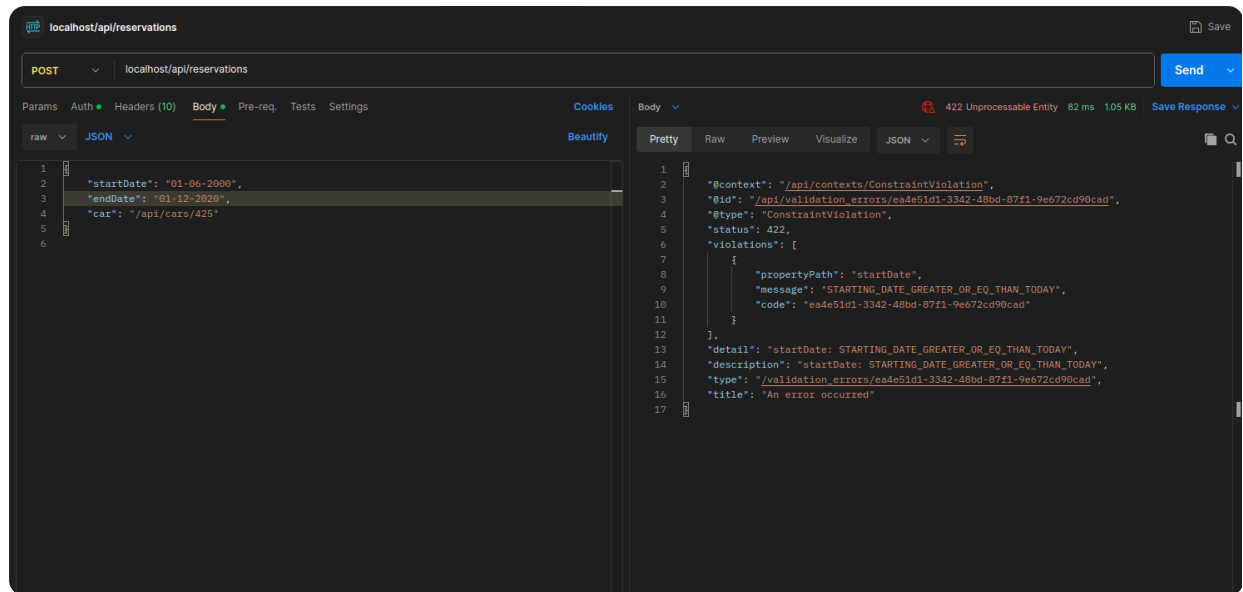 HTTP localhost/api/reservations
Save
POST localhost/api/reservations
Send
Params Auth Headers (10) Body Pre-req. Tests Settings Cookies
raw JSON Beautify
1 {
2 "startDate": "01-06-2000",
3 "endDate": "01-12-2020",
4 "car": "/api/cars/425"
5 }
6
Body 422 Unprocessable Entity 82 ms 1.05 KB Save Response
Pretty Raw Preview Visualize JSON
1 {
2 "@context": "/api/contexts/ConstraintViolation",
3 "@id": "/api/validation_errors/ea4e51d1-3342-48bd-87f1-9e672cd90cad",
4 "@type": "ConstraintViolation",
5 "status": 422,
6 "violations": [
7 {
8 "propertyPath": "startDate",
9 "message": "STARTING_DATE_GREATER_OR_EQ_THAN_TODAY",
10 "code": "ea4e51d1-3342-48bd-87f1-9e672cd90cad"
11 }
12 ],
13 "detail": "startDate: STARTING_DATE_GREATER_OR_EQ_THAN_TODAY",
14 "description": "startDate: STARTING_DATE_GREATER_OR_EQ_THAN_TODAY",
15 "type": "/validation_errors/ea4e51d1-3342-48bd-87f1-9e672cd90cad",
16 "title": "An error occurred"
17 }